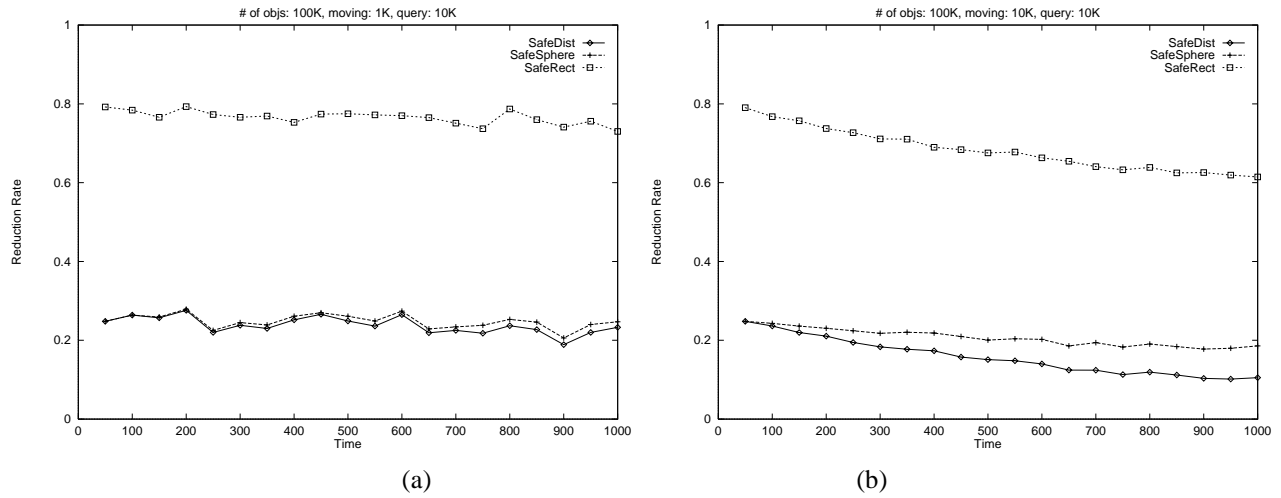 # of objs: 100K, moving: 1K, query: 10K
1
0.8
0.6
0.4
0.2
0
Reduction Rate
SafeDist
SafeSphere
SafeRect
0 100 200 300 400 500 600 700 800 900 1000
Time
(a)
# of objs: 100K, moving: 10K, query: 10K
1
0.8
0.6
0.4
0.2
0
Reduction Rate
SafeDist
SafeSphere
SafeRect
0 100 200 300 400 500 600 700 800 900 1000
Time
(b)